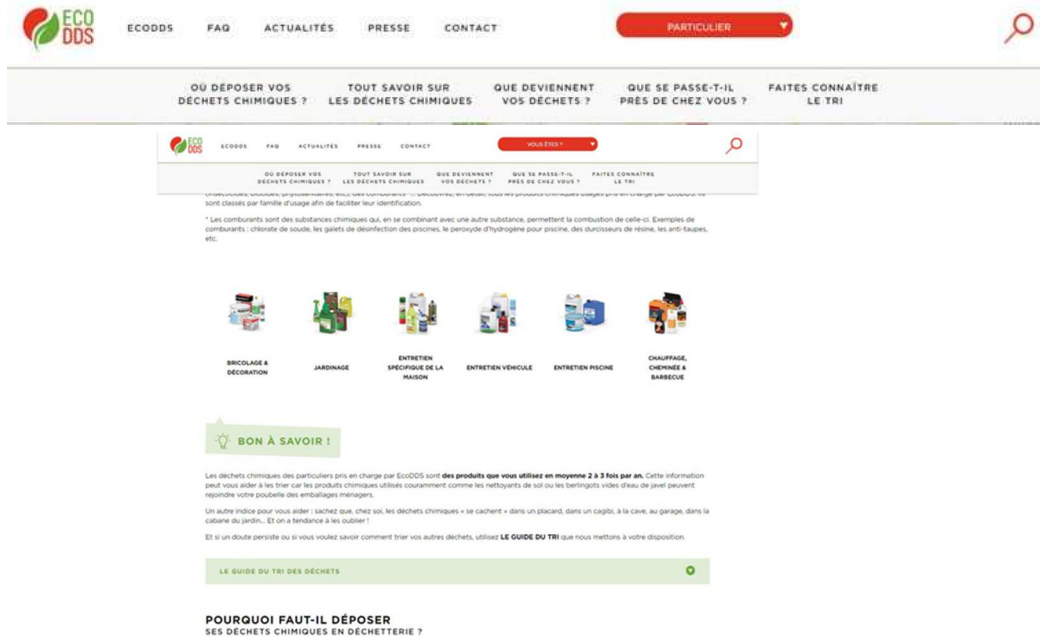 ECO
DDS
ECODDS
FAQ
ACTUALITÉS
PRESSE
CONTACT
PARTICULIER
OÙ DÉPOSER VOS
DÉCHETS CHIMIQUES ?
TOUT SAVOIR SUR
LES DÉCHETS CHIMIQUES
QUE DEVIENNENT
VOS DÉCHETS ?
QUE SE PASSE-T-IL
PRÈS DE CHEZ VOUS ?
FAITES CONNAÎTRE
LE TRI
ECO
DDS
ECODDS
FAQ
ACTUALITÉS
PRESSE
CONTACT
VOUS ÊTES ?
OÙ DÉPOSER VOS
DÉCHETS CHIMIQUES ?
TOUT SAVOIR SUR
LES DÉCHETS CHIMIQUES
QUE DEVIENNENT
VOS DÉCHETS ?
QUE SE PASSE-T-IL
PRÈS DE CHEZ VOUS ?
FAITES CONNAÎTRE
LE TRI
sont classés par famille d'usage afin de faciliter leur identification.
* Les comburants sont des substances chimiques qui, en se combinant avec une autre substance, permettent la combustion de celle-ci. Exemples de
comburants : chlorate de soude, les galets de désinfection des piscines, le peroxyde d'hydrogène pour piscine, des durcisseurs de résine, les anti-taupes,
etc.
BRICOLAGE &
DÉCORATION
JARDINAGE
ENTRETIEN
SPÉCIFIQUE DE LA
MAISON
ENTRETIEN VÉHICULE
ENTRETIEN PISCINE
CHAUFFAGE,
CHEMINÉE &
BARBECUE
BON À SAVOIR !
Les déchets chimiques des particuliers pris en charge par EcoDDS sont des produits que vous utilisez en moyenne 2 à 3 fois par an. Cette information
peut vous aider à les trier car les produits chimiques utilisés couramment comme les nettoyants de sol ou les berlingots vides d'eau de javel peuvent
rejoindre votre poubelle des emballages ménagers.
Un autre indice pour vous aider : sachez que, chez soi, les déchets chimiques « se cachent » dans un placard, dans un cagibi, à la cave, au garage, dans la
cabane du jardin... Et on a tendance à les oublier !
Et si un doute persiste ou si vous voulez savoir comment trier vos autres déchets, utilisez LE GUIDE DU TRI que nous mettons à votre disposition.
LE GUIDE DU TRI DES DÉCHETS
POURQUOI FAUT-IL DÉPOSER
SES DÉCHETS CHIMIQUES EN DÉCHETTERIE ?